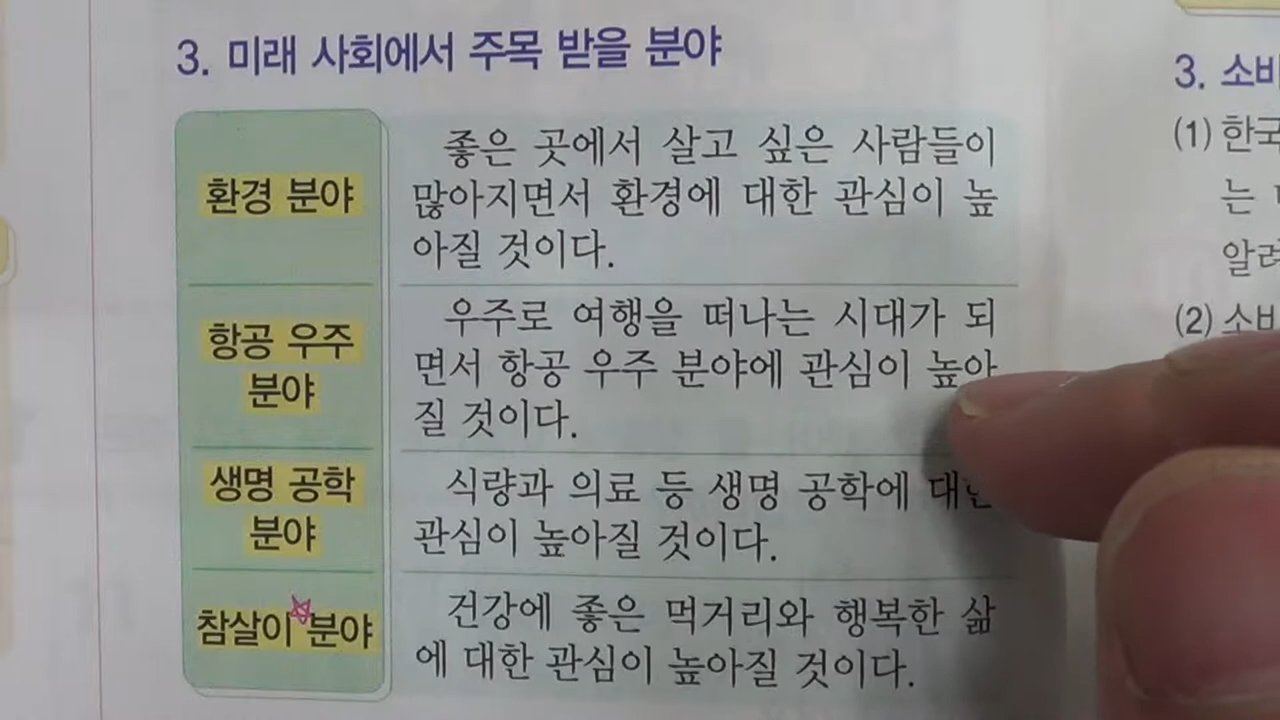 3. 미래 사회에서 주목 받을 분야
환경 분야
좋은 곳에서 살고 싶은 사람들이
많아지면서 환경에 대한 관심이 높
아질 것이다.
항공 우주
분야
우주로 여행을 떠나는 시대가 되
면서 항공 우주 분야에 관심이 높아
질 것이다.
생명 공학
분야
식량과 의료 등 생명 공학에 대한
관심이 높아질 것이다.
참살이 분야
건강에 좋은 먹거리와 행복한 삶
에 대한 관심이 높아질 것이다.
3. 소비
(1) 한국
는
알려
(2) 소비